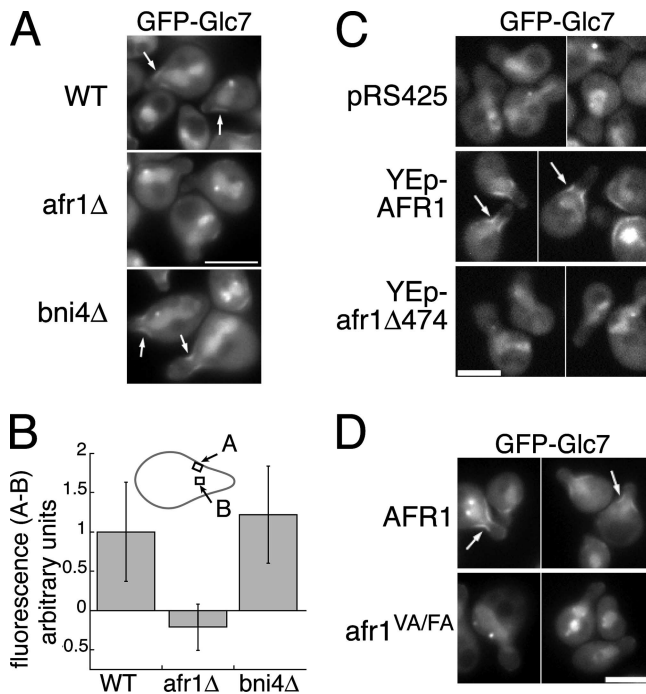 A
GFP-Glc7
WT
afr1Δ
bni4Δ
B
fluorescence (A-B)
arbitrary units
2
1.5
1
0.5
0
0.5
A
B
WT
afr1Δ
bni4Δ
C
GFP-Glc7
pRS425
YEp-
AFR1
YEp-
afr1Δ474
D
GFP-Glc7
AFR1
afr1VA/FA